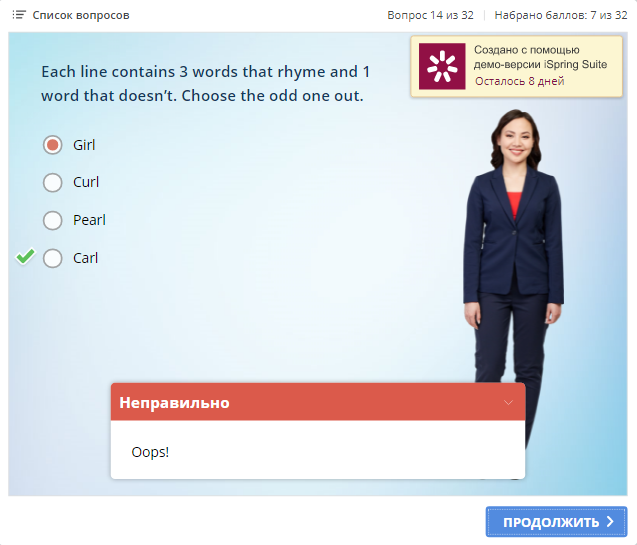 Список вопросов
Вопрос 14 из 32
Набрано баллов: 7 из 32
Создано с помощью
демо-версии iSpring Suite
Осталось 8 дней
Each line contains 3 words that rhyme and 1
word that doesn't. Choose the odd one out.
Girl
Curl
Pearl
Carl
Неправильно
Oops!
ПРОДОЛЖИТЬ